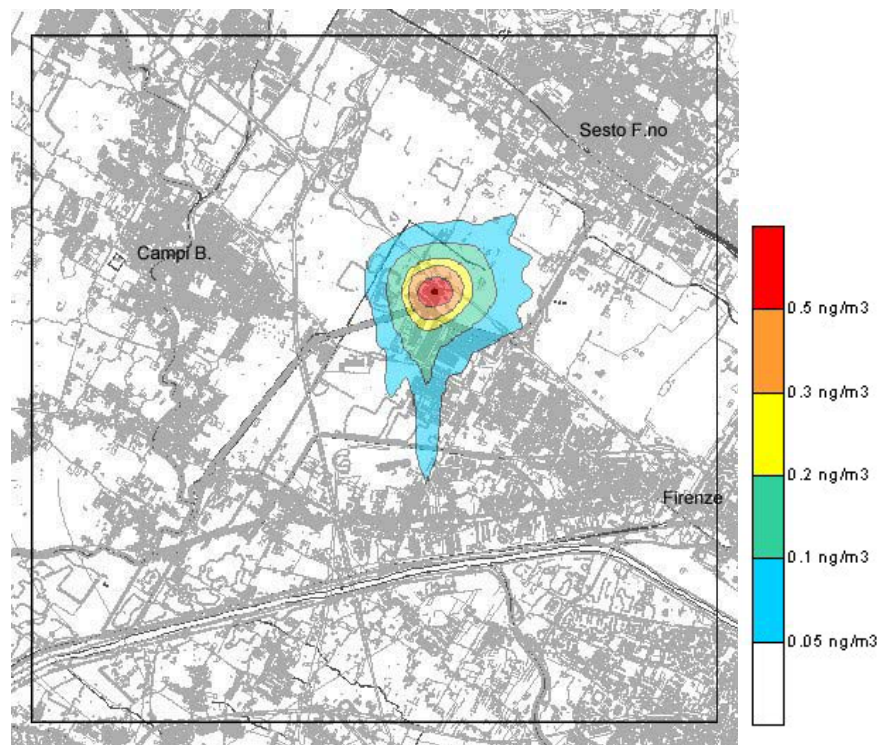 Sesto F.no
Campi B.
Firenze
0.5 ng/m3
0.3 ng/m3
0.2 ng/m3
0.1 ng/m3
0.05 ng/m3